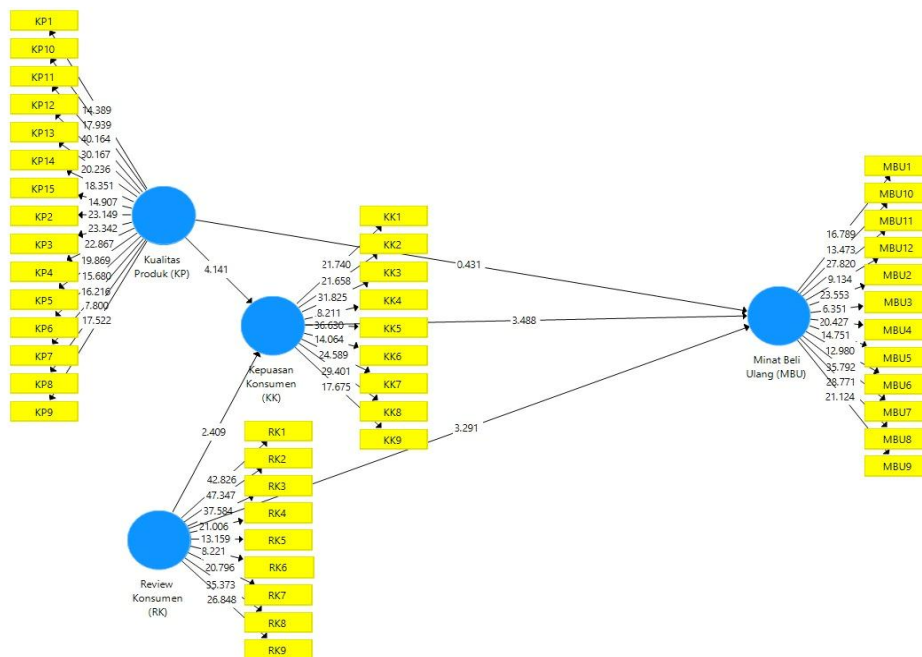 KP1
KP10
KP11
KP12
KP13
KP14
KP15
KP2
KP3
KP4
KP5
KP6
KP7
KP8
KP9
14.389
17.939
40.164
30.167
20.236
18.351
14.907
23.149
23.342
22.867
19.869
15.680
16.216
7.800
17.522
Kualitas
Produk (KP)
4.141
0.431
KK1
KK2
KK3
KK4
KK5
KK6
KK7
KK8
KK9
21.740
21.658
31.825
8.211
36.630
14.064
24.589
29.401
17.675
Kepuasan
Konsumen
(KK)
3.488
2.409
3.291
RK1
RK2
RK3
RK4
RK5
RK6
RK7
RK8
RK9
42.826
47.347
37.584
21.006
13.159
8.221
20.796
35.373
26.848
Review
Konsumen
(RK)
MBU1
MBU10
MBU11
MBU12
MBU2
MBU3
MBU4
MBU5
MBU6
MBU7
MBU8
MBU9
16.789
13.473
27.820
9.134
23.553
6.351
20.427
14.751
12.980
35.792
28.771
21.124
Minat Beli
Ulang (MBU)